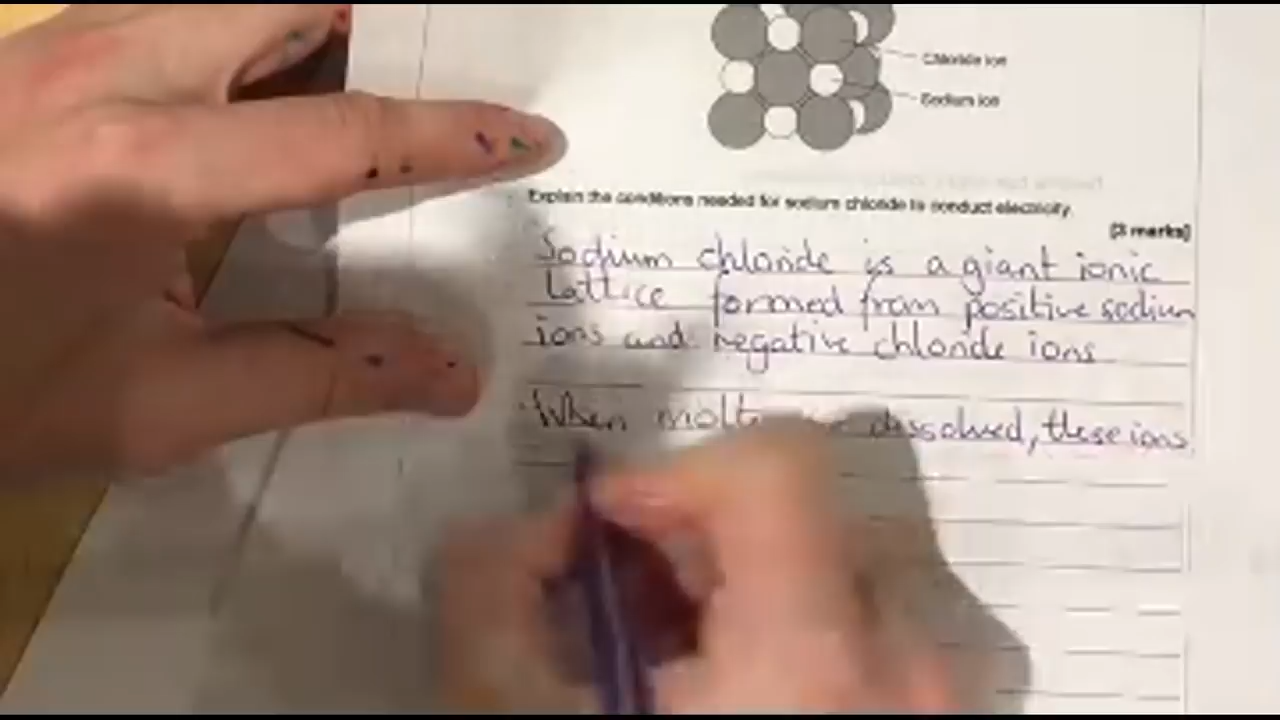 Chloride ion
Sodium ion
Explain the conditions needed for sodium chloride to conduct electricity.
[3 marks]
Sodium chloride is a giant ionic
lattice formed from positive sodium
ions and negative chloride ions
When dissolved, these ions